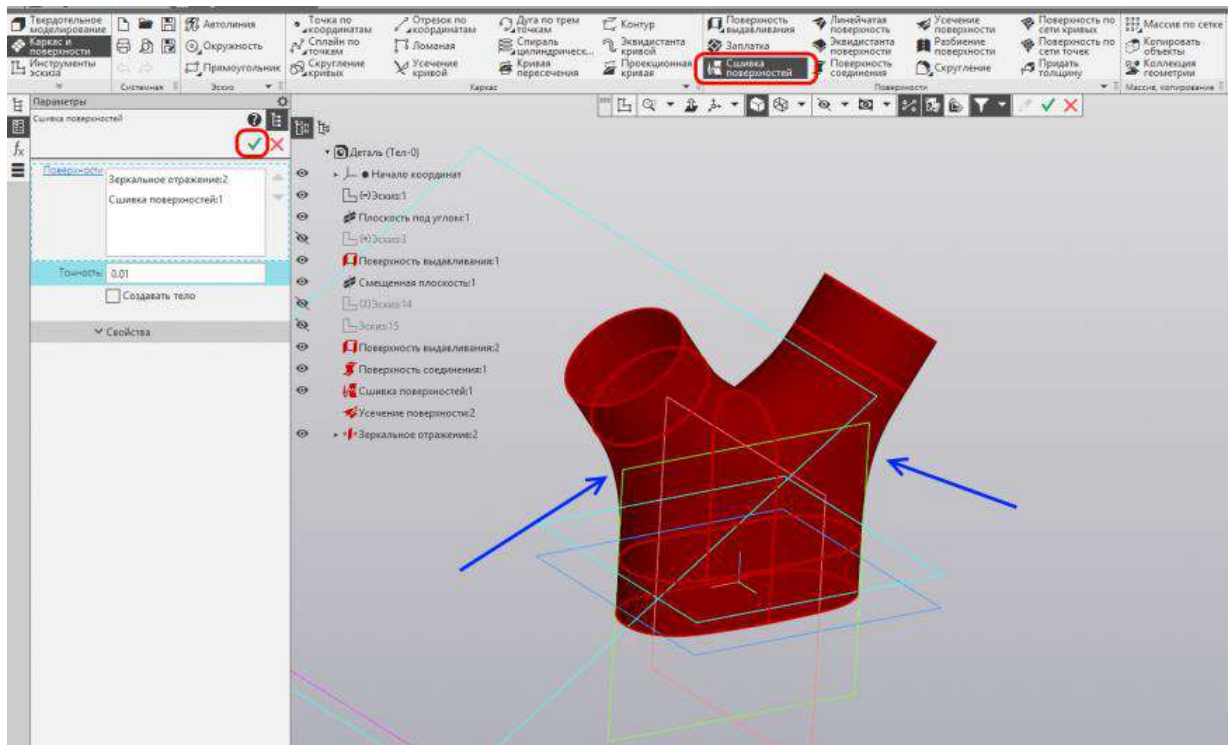 Твердотельное моделирование
Каркас и поверхности
Инструменты эскиза
Системная
Автолиния
Окружность
Прямоугольник
Эскиз
Точка по координатам
Сплайн по точкам
Скругление кривых
Отрезок по координатам
Ломаная
Усечение кривой
Дуга по трем точкам
Спираль цилиндрическ...
Кривая пересечения
Контур
Эквидистанта кривой
Проекционная кривая
Каркас
Поверхность выдавливания
Заплатка
Сшивка поверхностей
Линейчатая поверхность
Эквидистанта поверхности
Поверхность соединения
Усечение поверхности
Разбиение поверхности
Скругление
Поверхность по сети кривых
Поверхность по сети точек
Придать толщину
Поверхности
Массив по сетке
Копировать объекты
Коллекция геометрии
Массив, копирование
Параметры
Сшивка поверхностей
Поверхности
Зеркальное отражение:2
Сшивка поверхностей:1
Точность
0.01
Создавать тело
Свойства
Деталь (Тел-0)
Начало координат
(-)Эскиз:1
Плоскость под углом:1
(+)Эскиз:3
Поверхность выдавливания:1
Смещенная плоскость:1
Эскиз:15
Поверхность выдавливания:2
Поверхность соединения:1
Сшивка поверхностей:1
Усечение поверхности:2
Зеркальное отражение:2